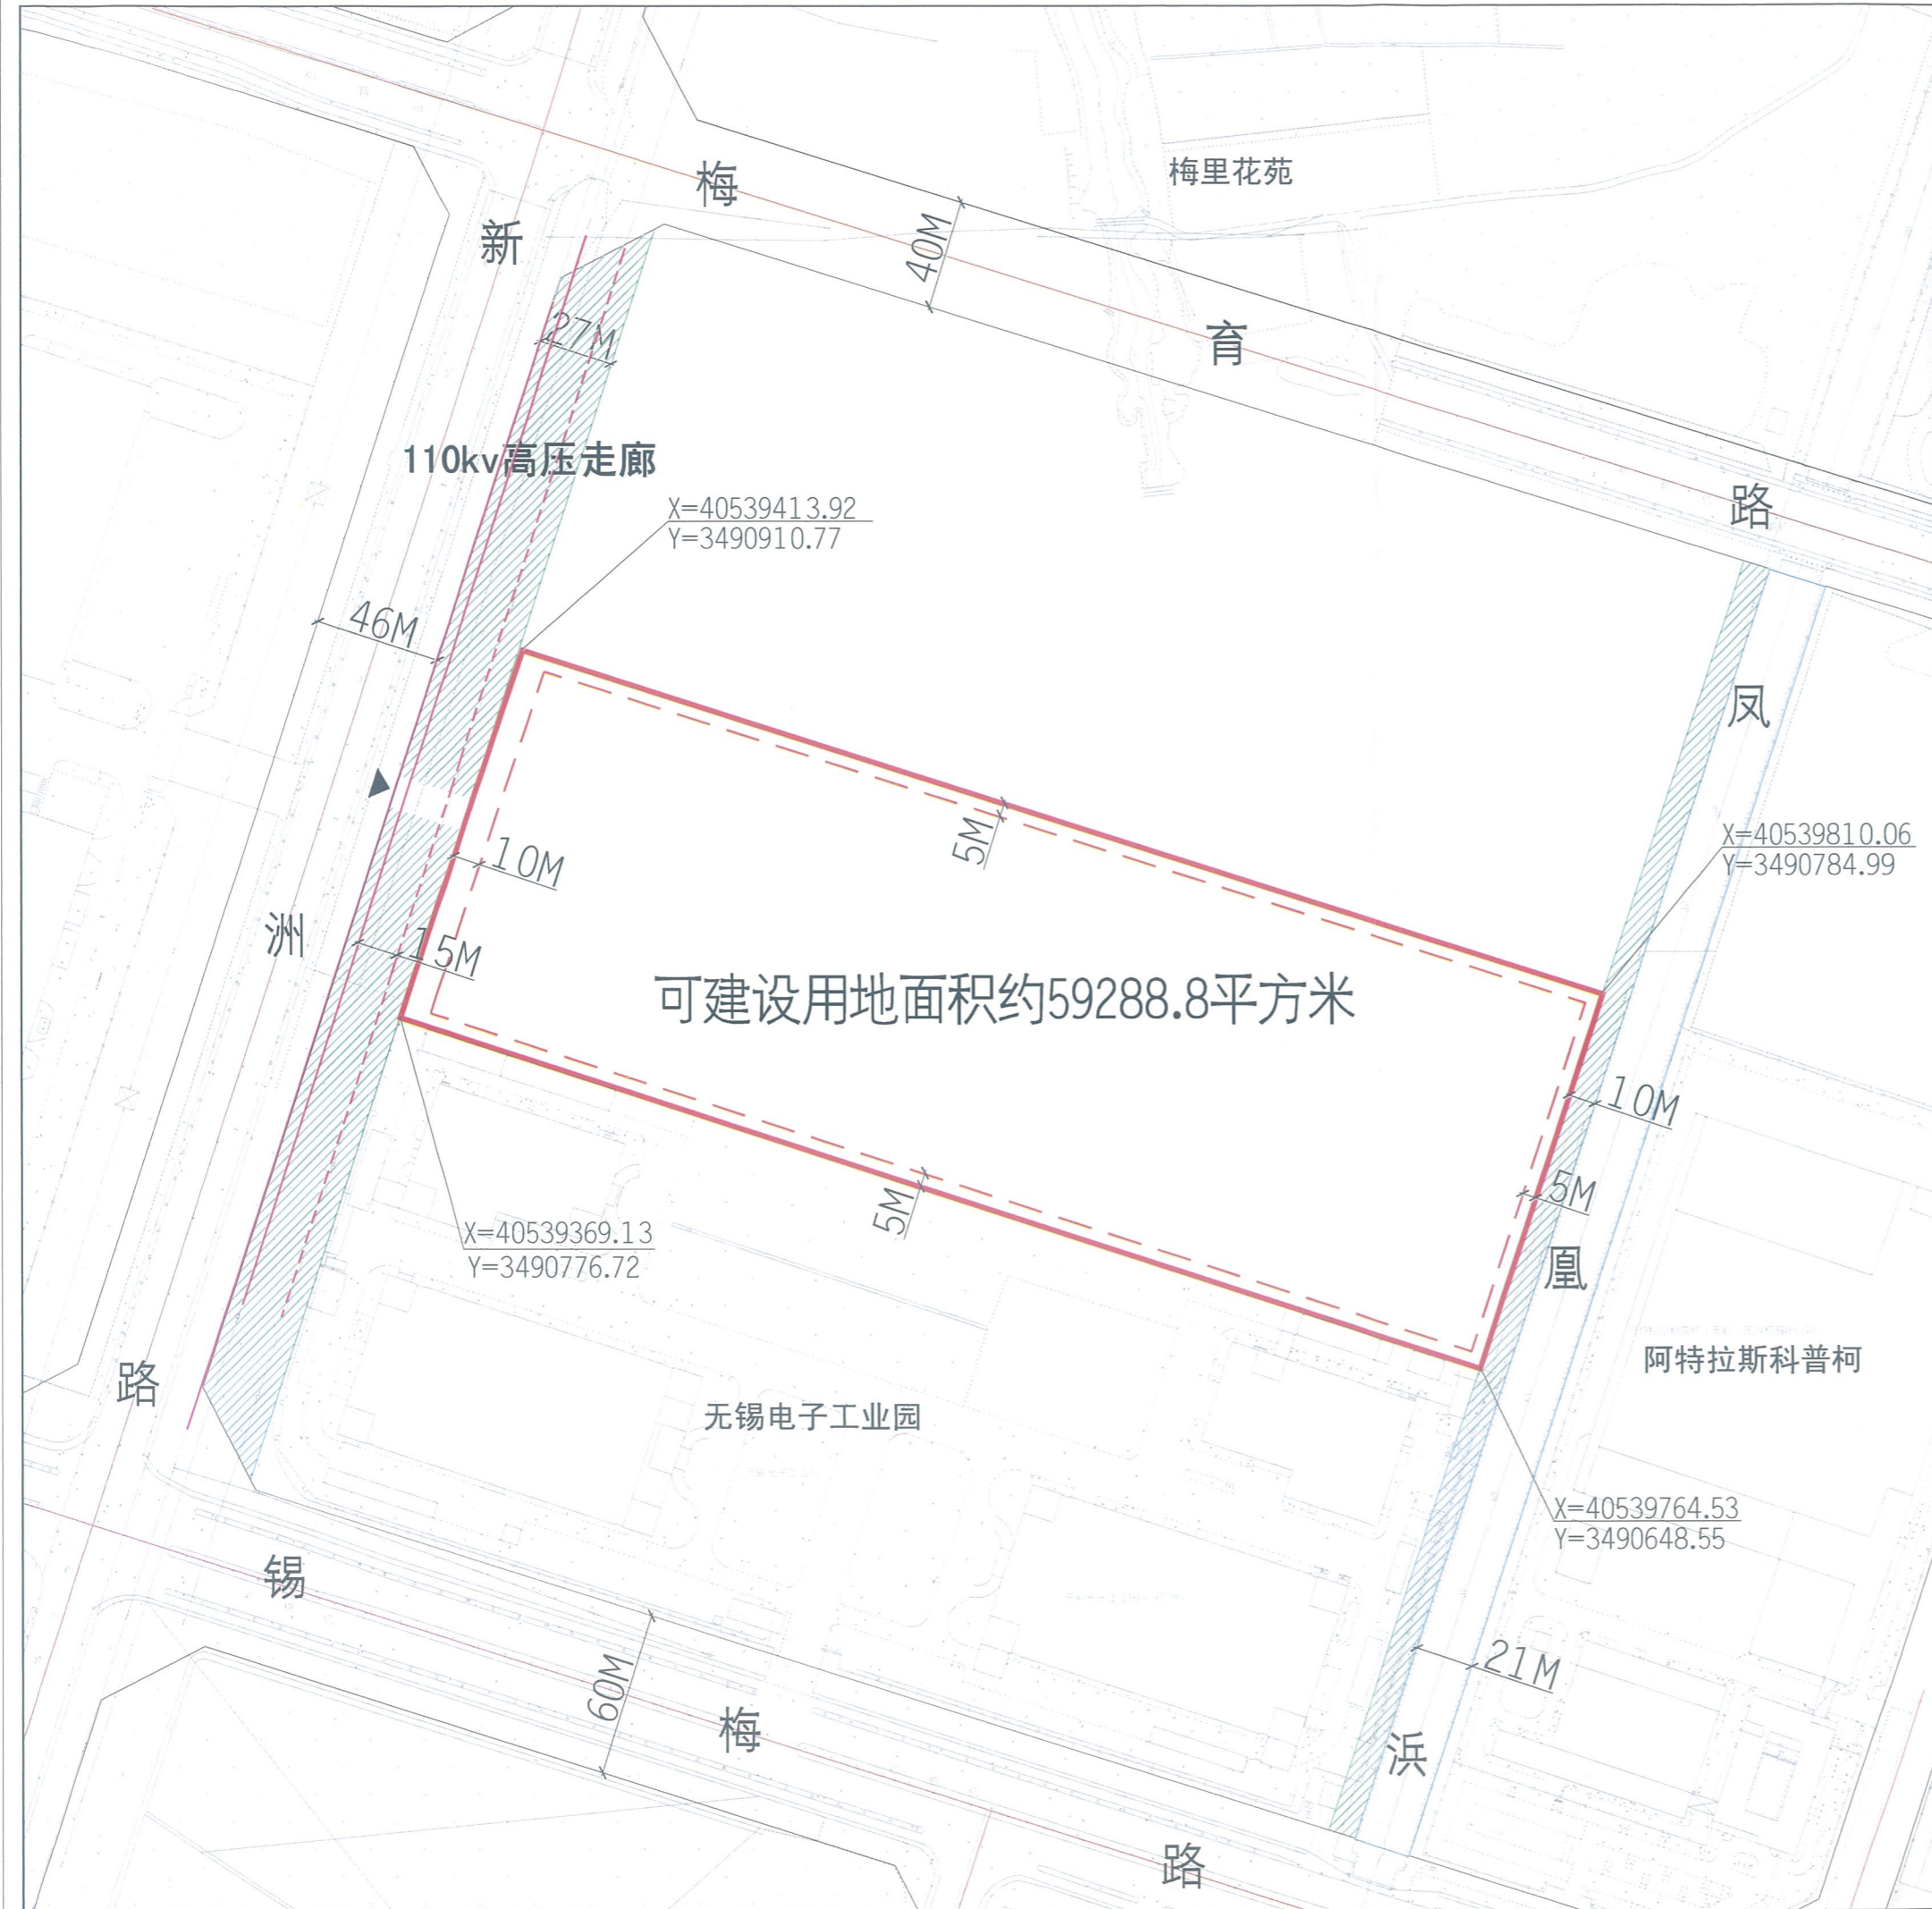 梅
梅里花苑
新
40M
育
27M
110kv高压走廊
路
X=40539413.92
Y=3490910.77
46M
凤
5M
X=40539810.06
Y=3490784.99
10M
洲
15M
可建设用地面积约59288.8平方米
10M
5M
5M
X=40539369.13
Y=3490776.72
凰
阿特拉斯科普柯
路
无锡电子工业园
X=40539764.53
Y=3490648.55
锡
60M
21M
梅
浜
路